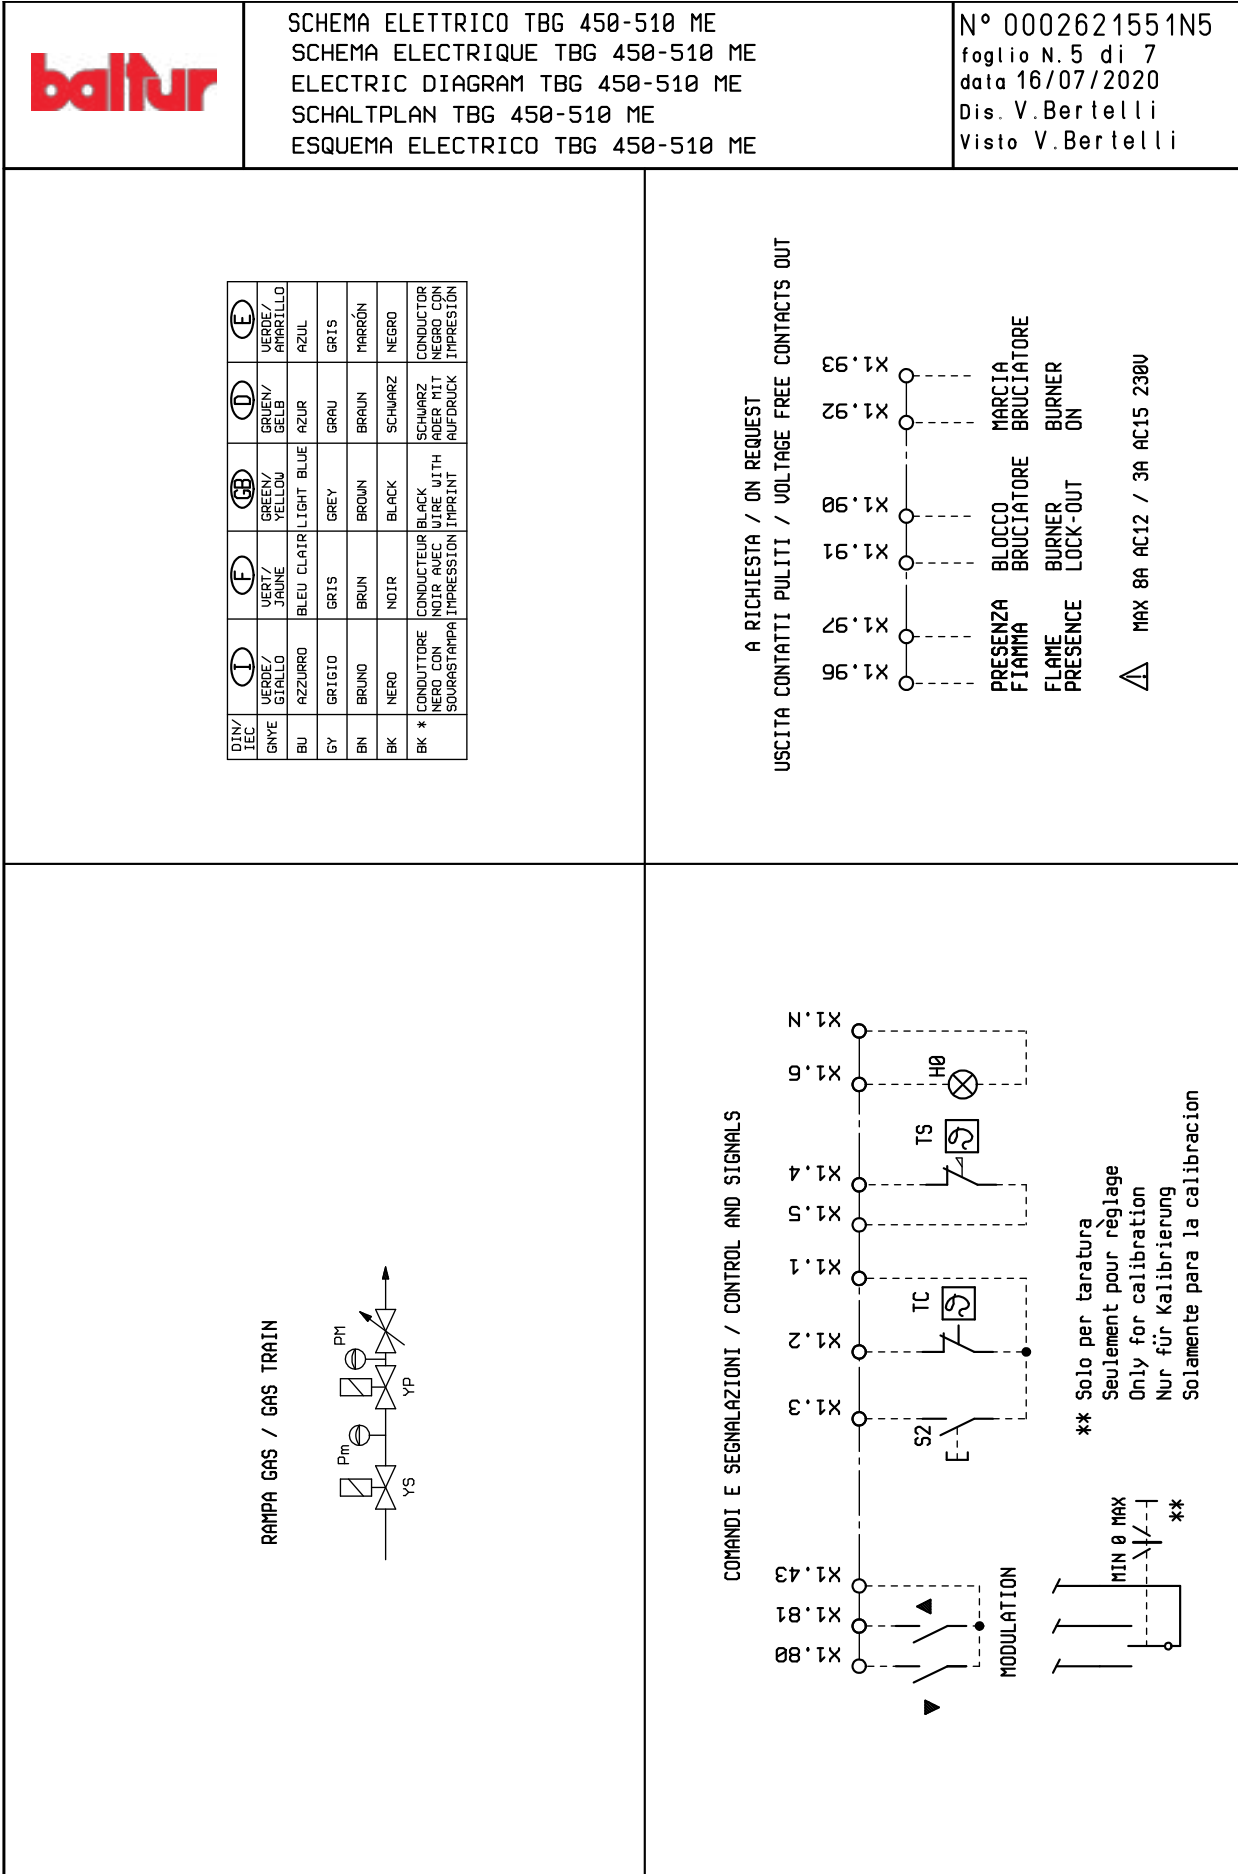 baltur
SCHEMA ELETTRICO TBG 450-510 ME
SCHEMA ELECTRIQUE TBG 450-510 ME
ELECTRIC DIAGRAM TBG 450-510 ME
SCHALTPLAN TBG 450-510 ME
ESQUEMA ELECTRICO TBG 450-510 ME
N° 0002621551N5
foglio N. 5 di 7
data 16/07/2020
Dis. V.Bertelli
Visto V.Bertelli
DIN/
IEC
I
F
GB
D
E
GNYE
VERDE/
GIALLO
VERT/
JAUNE
GREEN/
YELLOW
GRUEN/
GELB
VERDE/
AMARILLO
BU
AZZURRO
BLEU CLAIR
LIGHT BLUE
AZUR
AZUL
GY
GRIGIO
GRIS
GREY
GRAU
GRIS
BN
BRUNO
BRUN
BROWN
BRAUN
MARRÓN
BK
NERO
NOIR
BLACK
SCHWARZ
NEGRO
BK *
CONDUTTORE
NERO CON
SOVRASTAMPA
CONDUCTEUR
NOIR AVEC
IMPRESSION
BLACK
WIRE WITH
IMPRINT
SCHWARZ
ADER MIT
AUFDRUCK
CONDUCTOR
NEGRO CON
IMPRESIÓN
A RICHIESTA / ON REQUEST
USCITA CONTATTI PULITI / VOLTAGE FREE CONTACTS OUT
X1.96
X1.97
X1.91
X1.90
X1.92
X1.93
PRESENZA
FIAMMA
FLAME
PRESENCE
BLOCCO
BRUCIATORE
BURNER
LOCK-OUT
MARCIA
BRUCIATORE
BURNER
ON
MAX 8A AC12 / 3A AC15 230V
RAMPA GAS / GAS TRAIN
Pm
PM
YS
YP
COMANDI E SEGNALAZIONI / CONTROL AND SIGNALS
X1.80
X1.81
X1.43
X1.3
X1.2
X1.1
X1.5
X1.4
X1.6
X1.N
S2
TC
TS
H0
MODULATION
MIN 0 MAX
**
** Solo per taratura
Seulement pour règlage
Only for calibration
Nur für Kalibrierung
Solamente para la calibracion